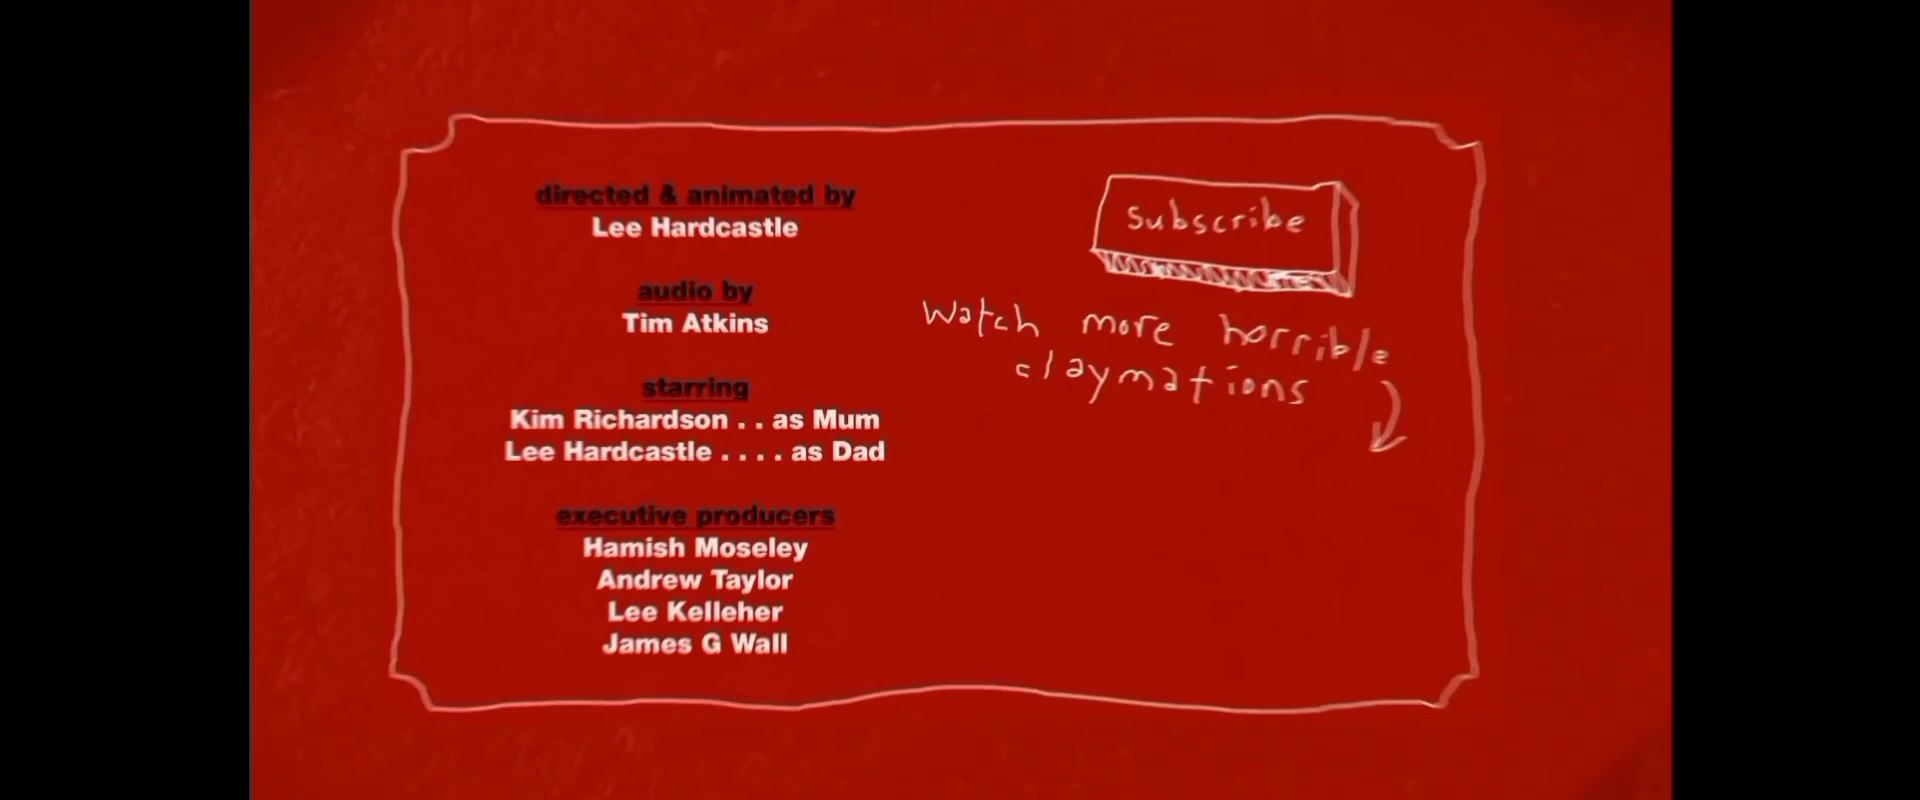 directed & animated by
Lee Hardcastle
audio by
Tim Atkins
starring
Kim Richardson . . as Mum
Lee Hardcastle . . . . as Dad
executive producers
Hamish Moseley
Andrew Taylor
Lee Kelleher
James G Wall
Subscribe
Watch more horrible
claymations